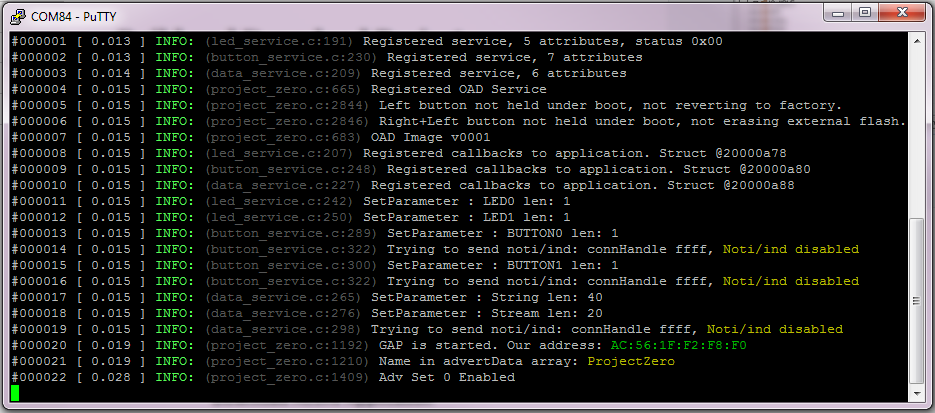 COM84 - PuTTY
#000001 [ 0.013 ] INFO: (led_service.c:191) Registered service, 5 attributes, status 0x00
#000002 [ 0.013 ] INFO: (button_service.c:230) Registered service, 7 attributes
#000003 [ 0.014 ] INFO: (data_service.c:209) Registered service, 6 attributes
#000004 [ 0.015 ] INFO: (project_zero.c:665) Registered OAD Service
#000005 [ 0.015 ] INFO: (project_zero.c:2844) Left button not held under boot, not reverting to factory.
#000006 [ 0.015 ] INFO: (project_zero.c:2846) Right+Left button not held under boot, not erasing external flash.
#000007 [ 0.015 ] INFO: (project_zero.c:683) OAD Image v0001
#000008 [ 0.015 ] INFO: (led_service.c:207) Registered callbacks to application. Struct @20000a78
#000009 [ 0.015 ] INFO: (button_service.c:248) Registered callbacks to application. Struct @20000a80
#000010 [ 0.015 ] INFO: (data_service.c:227) Registered callbacks to application. Struct @20000a88
#000011 [ 0.015 ] INFO: (led_service.c:242) SetParameter : LED0 len: 1
#000012 [ 0.015 ] INFO: (led_service.c:250) SetParameter : LED1 len: 1
#000013 [ 0.015 ] INFO: (button_service.c:289) SetParameter : BUTTON0 len: 1
#000014 [ 0.015 ] INFO: (button_service.c:322) Trying to send noti/ind: connHandle ffff, Noti/ind disabled
#000015 [ 0.015 ] INFO: (button_service.c:300) SetParameter : BUTTON1 len: 1
#000016 [ 0.015 ] INFO: (button_service.c:322) Trying to send noti/ind: connHandle ffff, Noti/ind disabled
#000017 [ 0.015 ] INFO: (data_service.c:265) SetParameter : String len: 40
#000018 [ 0.015 ] INFO: (data_service.c:276) SetParameter : Stream len: 20
#000019 [ 0.015 ] INFO: (data_service.c:298) Trying to send noti/ind: connHandle ffff, Noti/ind disabled
#000020 [ 0.019 ] INFO: (project_zero.c:1192) GAP is started. Our address: AC:56:1F:F2:F8:F0
#000021 [ 0.019 ] INFO: (project_zero.c:1210) Name in advertData array: ProjectZero
#000022 [ 0.028 ] INFO: (project_zero.c:1409) Adv Set 0 Enabled